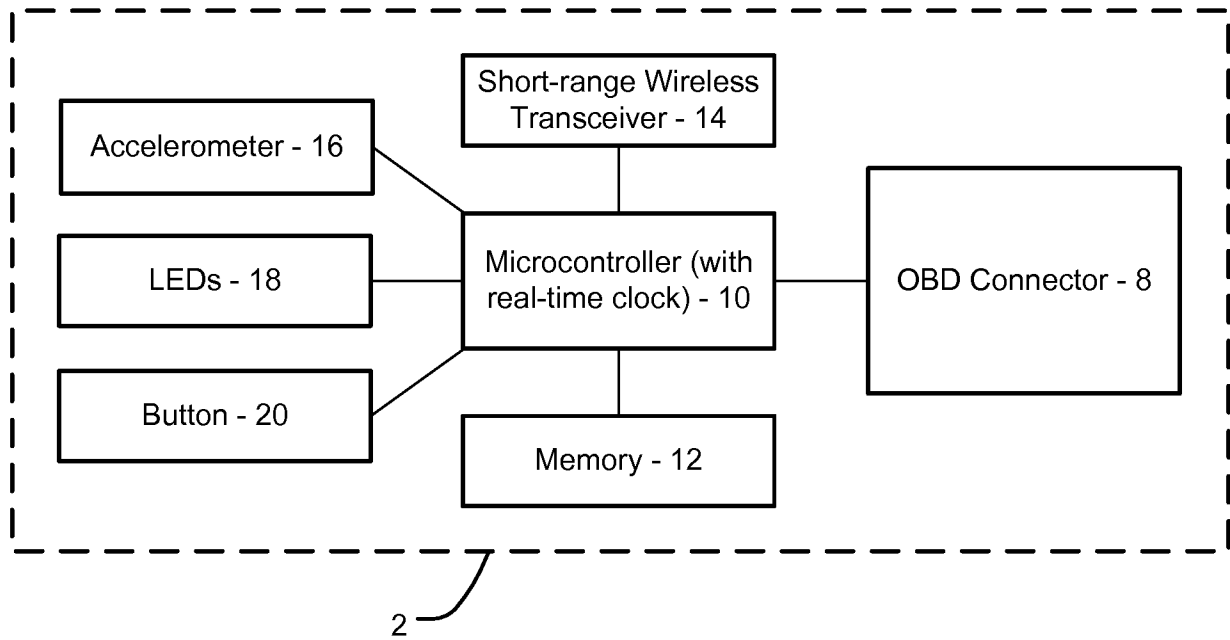 Short-range Wireless
Transceiver - 14
Accelerometer - 16
LEDs - 18
Microcontroller (with
real-time clock) - 10
OBD Connector - 8
Button - 20
Memory - 12
2